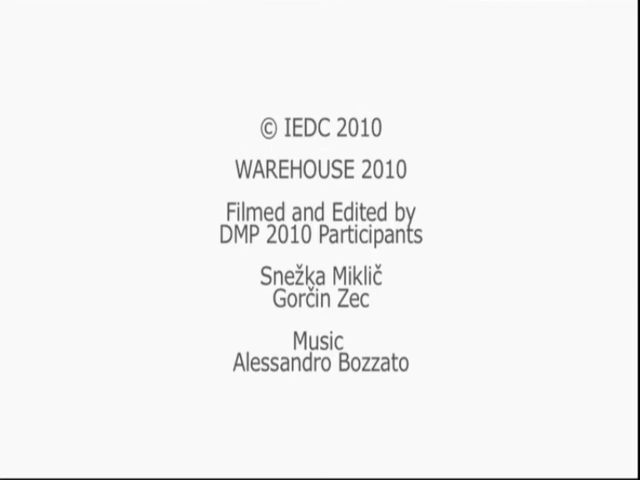 © IEDC 2010
WAREHOUSE 2010
Filmed and Edited by
DMP 2010 Participants
Snežka Miklič
Gorčin Zec
Music
Alessandro Bozzato